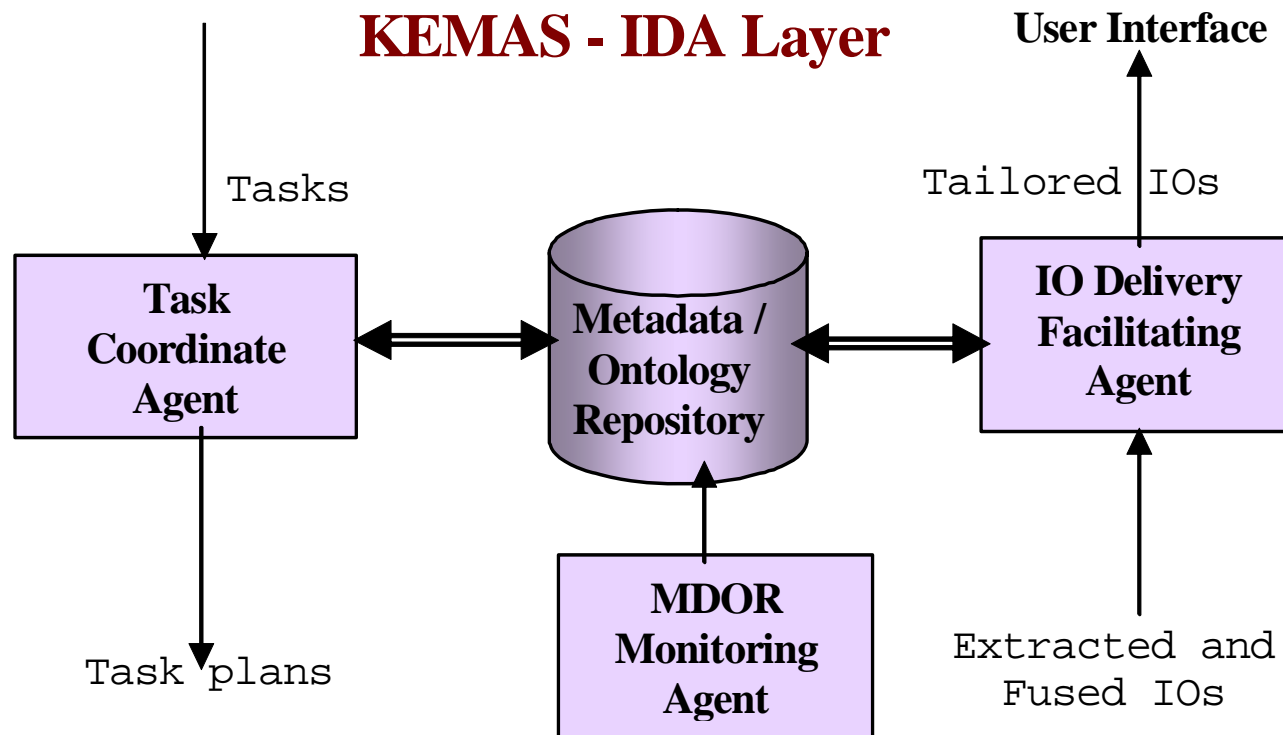 KEMAS - IDA Layer
User Interface
Tasks
Tailored IOs
Task
Coordinate
Agent
Metadata /
Ontology
Repository
IO Delivery
Facilitating
Agent
Task plans
MDOR
Monitoring
Agent
Extracted and
Fused IOs